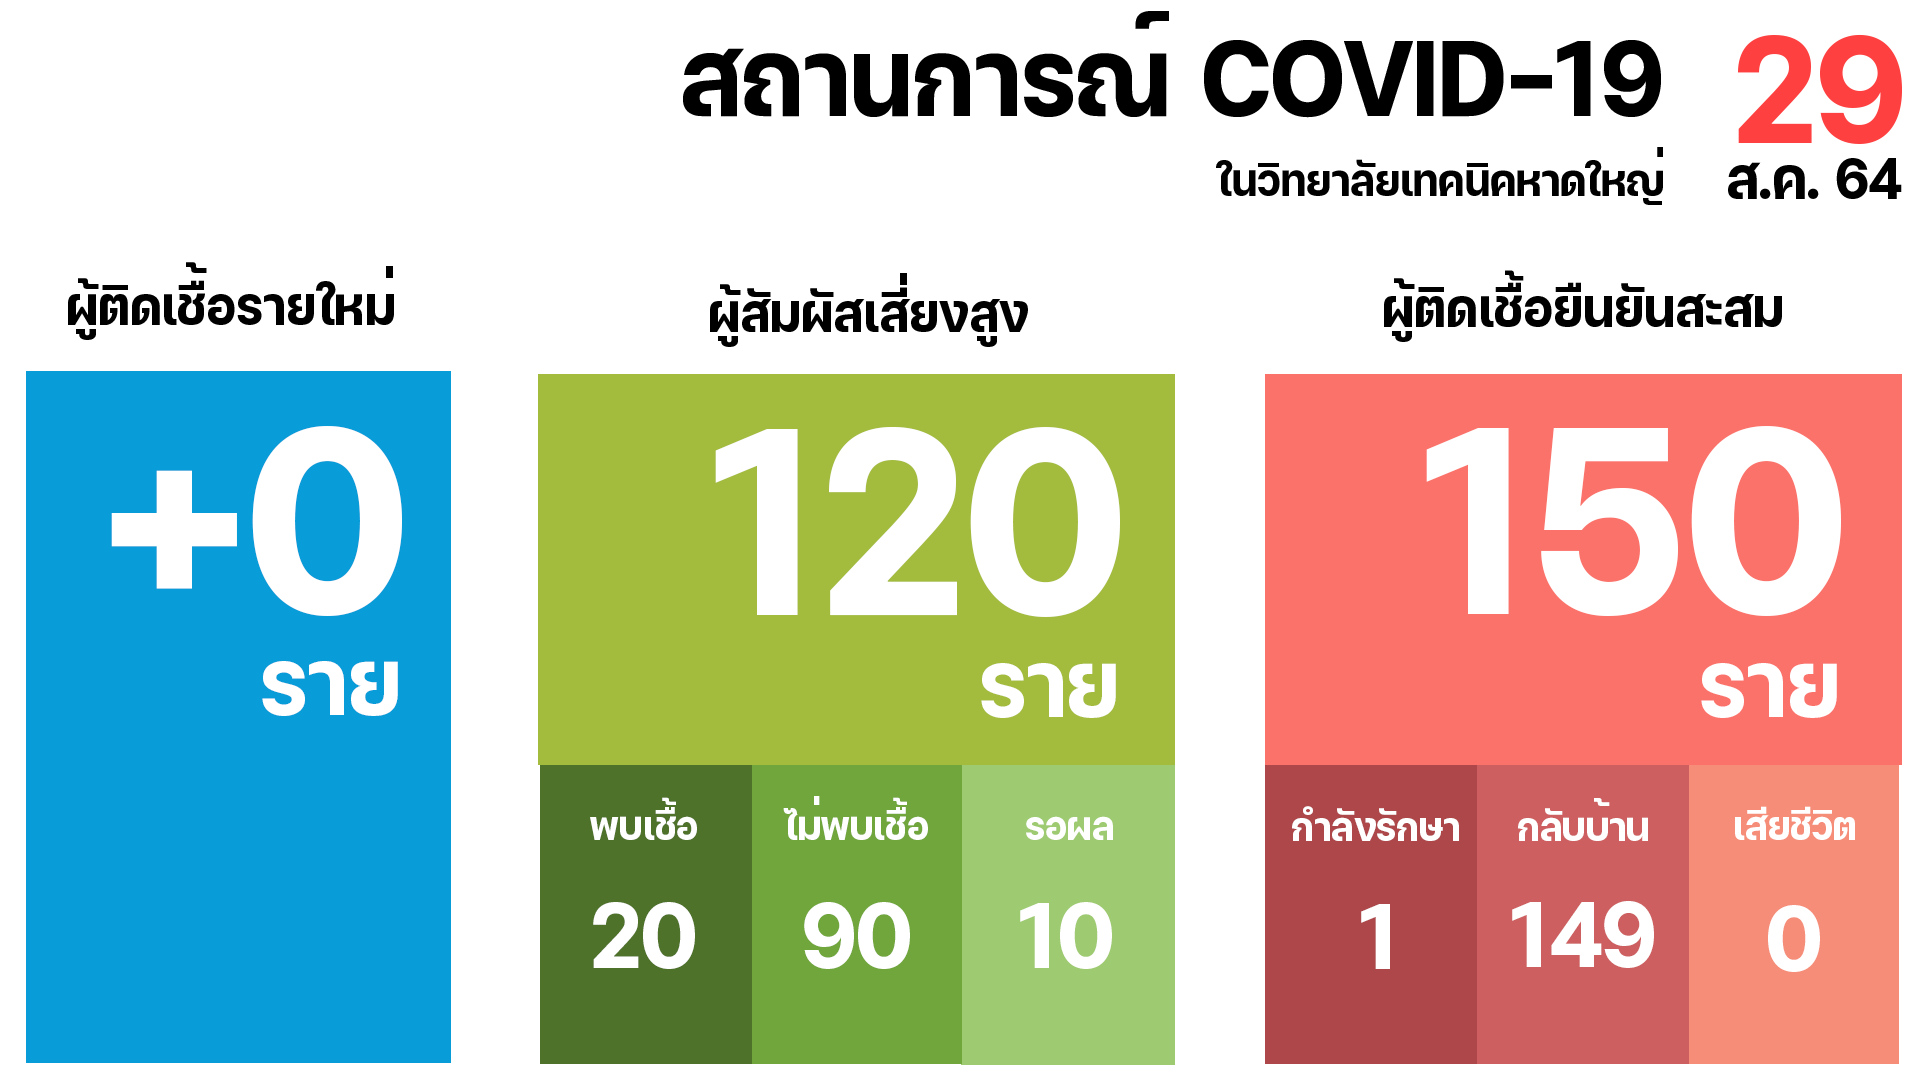 สถานการณ์ COVID-19
ในวิทยาลัยเทคนิคหาดใหญ่
29
ส.ค. 64
ผู้ติดเชื้อรายใหม่
+0
ราย
ผู้สัมผัสเสี่ยงสูง
120
ราย
พบเชื้อ
20
ไม่พบเชื้อ
90
รอผล
10
ผู้ติดเชื้อยืนยันสะสม
150
ราย
กำลังรักษา
1
กลับบ้าน
149
เสียชีวิต
0